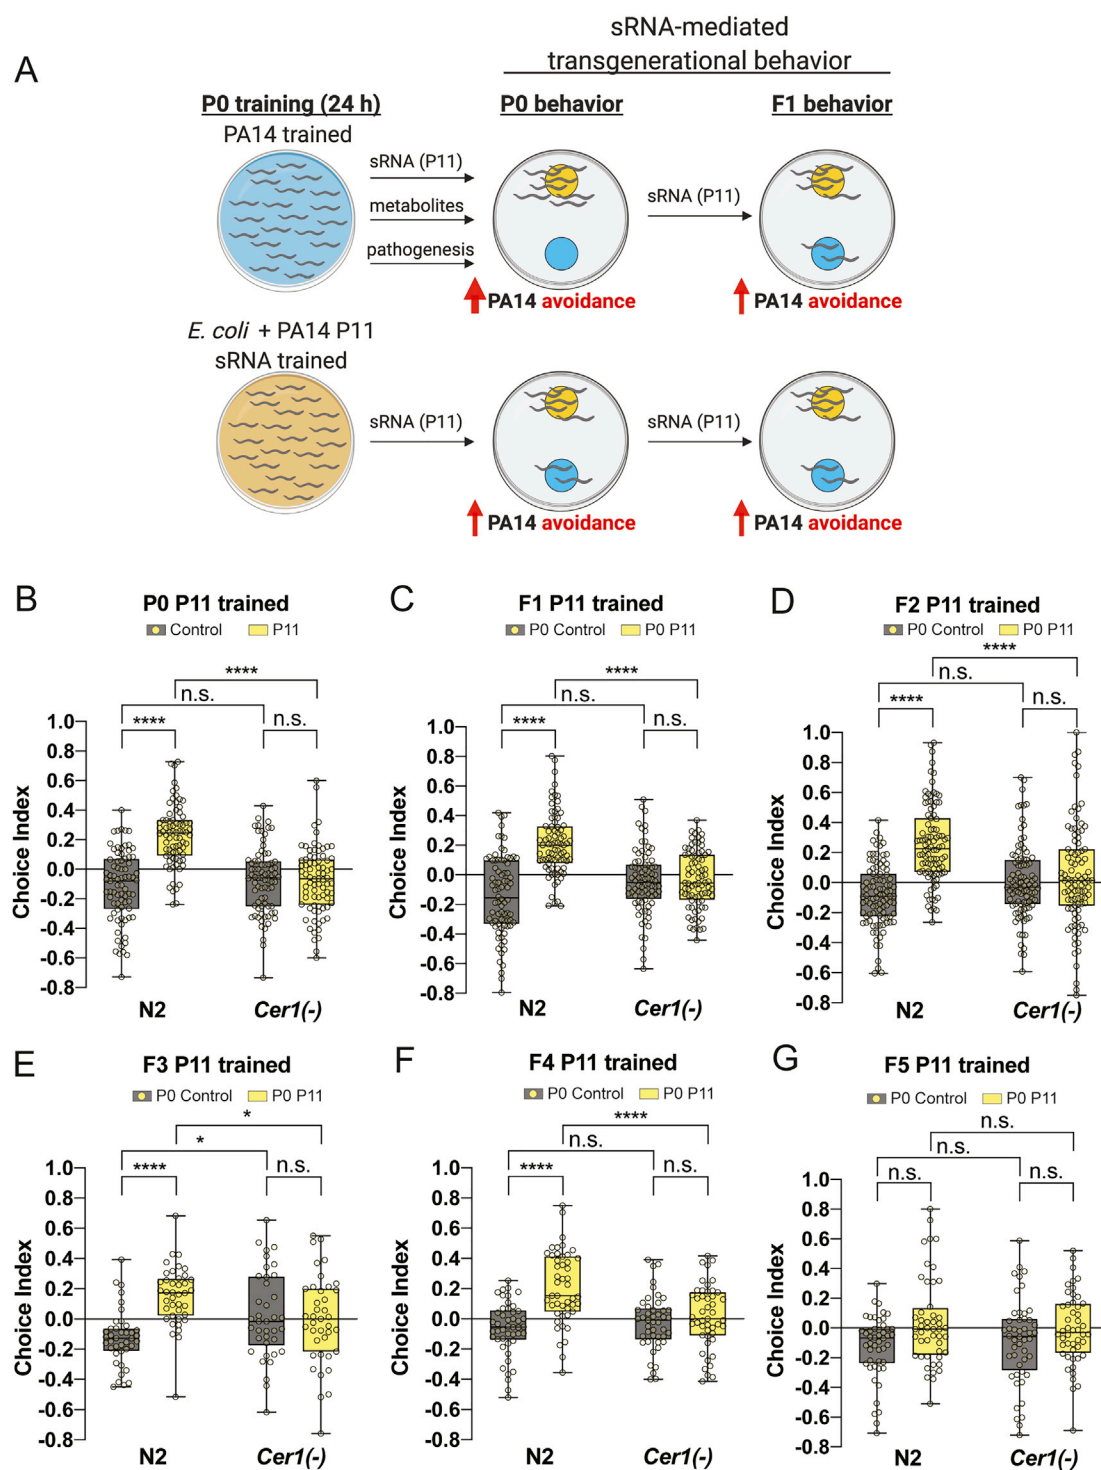 A
sRNA-mediated
transgenerational behavior
P0 training (24 h)
P0 behavior
F1 behavior
PA14 trained
sRNA (P11)
metabolites
pathogenesis
sRNA (P11)
PA14 avoidance
PA14 avoidance
E. coli + PA14 P11
sRNA trained
sRNA (P11)
sRNA (P11)
PA14 avoidance
PA14 avoidance
B
P0 P11 trained
Control
P11
****
n.s.
****
n.s.
1.0
0.8
0.6
0.4
0.2
0.0
-0.2
-0.4
-0.6
-0.8
Choice Index
N2
Cer1(-)
C
F1 P11 trained
P0 Control
P0 P11
****
n.s.
****
n.s.
1.0
0.8
0.6
0.4
0.2
0.0
-0.2
-0.4
-0.6
-0.8
Choice Index
N2
Cer1(-)
D
F2 P11 trained
P0 Control
P0 P11
****
n.s.
****
n.s.
1.0
0.8
0.6
0.4
0.2
0.0
-0.2
-0.4
-0.6
-0.8
Choice Index
N2
Cer1(-)
E
F3 P11 trained
P0 Control
P0 P11
*
*
****
n.s.
1.0
0.8
0.6
0.4
0.2
0.0
-0.2
-0.4
-0.6
-0.8
Choice Index
N2
Cer1(-)
F
F4 P11 trained
P0 Control
P0 P11
****
n.s.
****
n.s.
1.0
0.8
0.6
0.4
0.2
0.0
-0.2
-0.4
-0.6
-0.8
Choice Index
N2
Cer1(-)
G
F5 P11 trained
P0 Control
P0 P11
n.s.
n.s.
n.s.
n.s.
1.0
0.8
0.6
0.4
0.2
0.0
-0.2
-0.4
-0.6
-0.8
Choice Index
N2
Cer1(-)